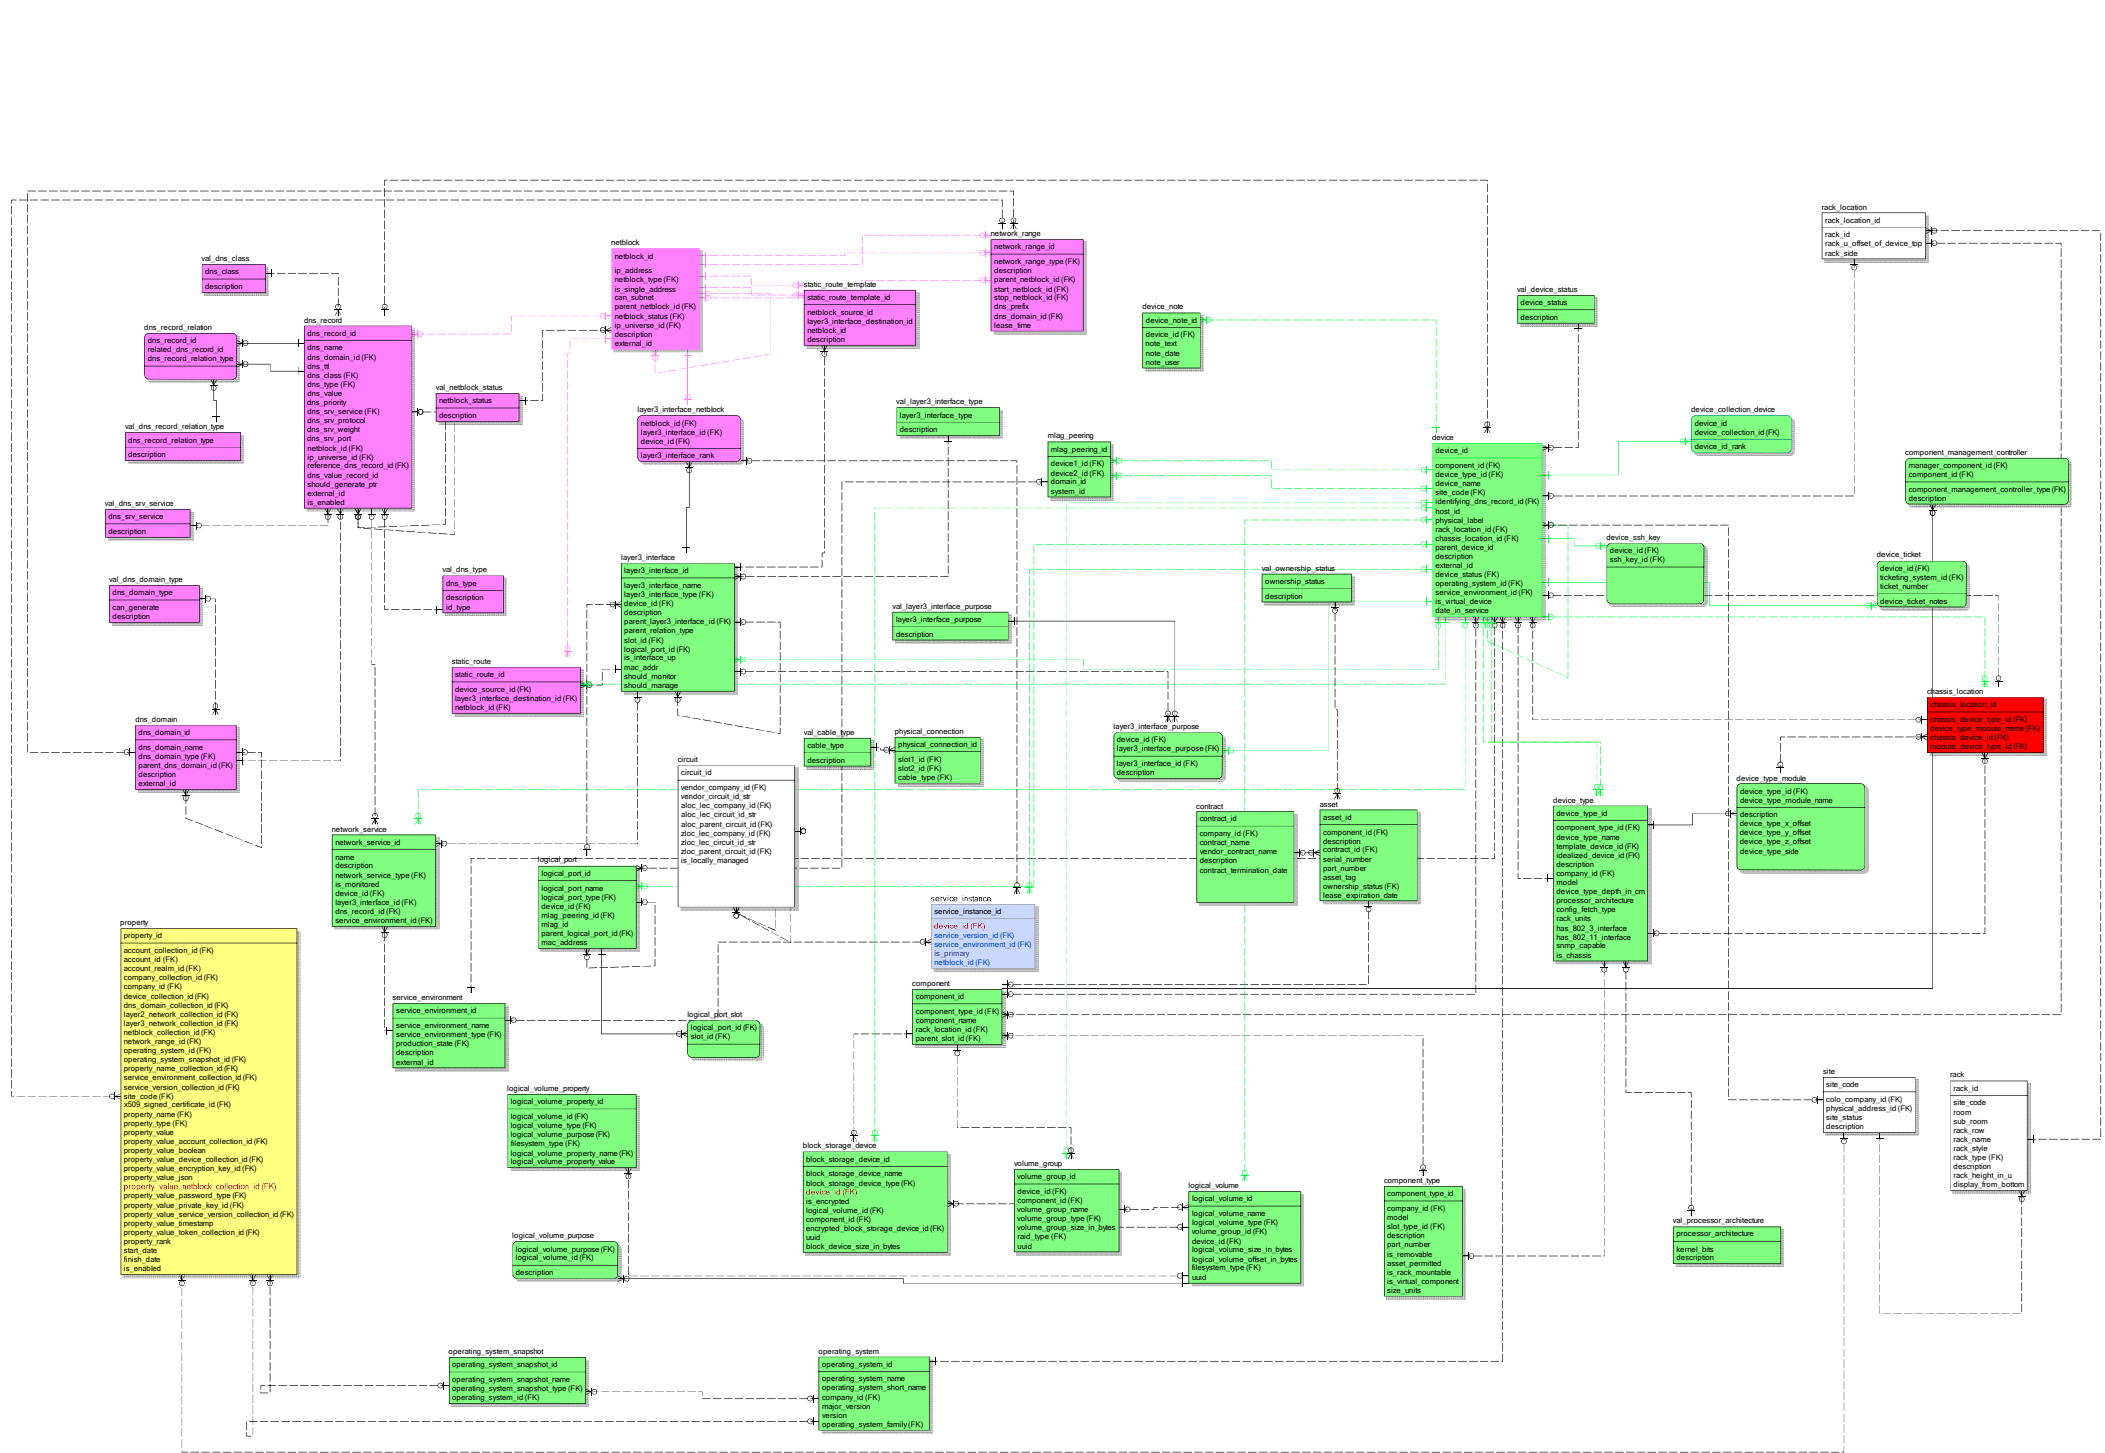 rack_location
rack_location_id
rack_id
rack_u_offset_of_device_top
rack_side
network_range
network_range_id
network_range_type (FK)
description
parent_netblock_id (FK)
start_netblock_id (FK)
stop_netblock_id (FK)
dns_prefix
dns_domain_id (FK)
lease_time
netblock
netblock_id
ip_address
netblock_type (FK)
is_single_address
can_subnet
parent_netblock_id (FK)
netblock_status (FK)
ip_universe_id (FK)
description
external_id
val_dns_class
dns_class
description
static_route_template
static_route_template_id
netblock_source_id
layer3_interface_destination_id
netblock_id
description
val_device_status
device_status
description
device_note
device_note_id
device_id (FK)
note_text
note_date
note_user
dns_record
dns_record_id
dns_name
dns_domain_id (FK)
dns_ttl
dns_class (FK)
dns_type (FK)
dns_value
dns_priority
dns_srv_service (FK)
dns_srv_protocol
dns_srv_weight
dns_srv_port
netblock_id (FK)
ip_universe_id (FK)
reference_dns_record_id (FK)
dns_value_record_id
should_generate_ptr
external_id
is_enabled
dns_record_relation
dns_record_id
related_dns_record_id
dns_record_relation_type
val_netblock_status
netblock_status
description
val_dns_record_relation_type
dns_record_relation_type
description
layer3_interface_netblock
netblock_id (FK)
layer3_interface_id (FK)
device_id (FK)
layer3_interface_rank
val_layer3_interface_type
layer3_interface_type
description
mlag_peering
mlag_peering_id
device1_id (FK)
device2_id (FK)
domain_id
system_id
device
device_id
component_id (FK)
device_type_id (FK)
device_name
site_code (FK)
identifying_dns_record_id (FK)
host_id
physical_label
rack_location_id (FK)
chassis_location_id (FK)
parent_device_id
description
external_id
device_status (FK)
operating_system_id (FK)
service_environment_id (FK)
is_virtual_device
date_in_service
device_collection_device
device_id
device_collection_id (FK)
device_id_rank
component_management_controller
manager_component_id (FK)
component_id (FK)
component_management_controller_type (FK)
description
val_dns_srv_service
dns_srv_service
description
device_ssh_key
device_id (FK)
ssh_key_id (FK)
device_ticket
device_id (FK)
ticketing_system_id (FK)
ticket_number
device_ticket_notes
layer3_interface
layer3_interface_id
layer3_interface_name
layer3_interface_type (FK)
device_id (FK)
description
parent_layer3_interface_id (FK)
parent_relation_type
slot_id (FK)
logical_port_id (FK)
is_interface_up
mac_addr
should_monitor
should_manage
val_dns_type
dns_type
description
id_type
val_ownership_status
ownership_status
description
val_dns_domain_type
dns_domain_type
can_generate
description
val_layer3_interface_purpose
layer3_interface_purpose
description
static_route
static_route_id
device_source_id (FK)
layer3_interface_destination_id (FK)
netblock_id (FK)
chassis_location
chassis_location_id
chassis_device_type_id (FK)
device_type_module_name (FK)
chassis_device_id (FK)
module_device_type_id (FK)
dns_domain
dns_domain_id
dns_domain_name
dns_domain_type (FK)
parent_dns_domain_id (FK)
description
external_id
layer3_interface_purpose
device_id (FK)
layer3_interface_purpose (FK)
layer3_interface_id (FK)
description
val_cable_type
cable_type
description
physical_connection
physical_connection_id
slot1_id (FK)
slot2_id (FK)
cable_type (FK)
circuit
circuit_id
vendor_company_id (FK)
vendor_circuit_id_str
aloc_lec_company_id (FK)
aloc_lec_circuit_id_str
aloc_parent_circuit_id (FK)
zloc_lec_company_id (FK)
zloc_lec_circuit_id_str
zloc_parent_circuit_id (FK)
is_locally_managed
device_type_module
device_type_id (FK)
device_type_module_name
description
device_type_x_offset
device_type_y_offset
device_type_z_offset
device_type_side
device_type
device_type_id
component_type_id (FK)
device_type_name
template_device_id (FK)
idealized_device_id (FK)
description
company_id (FK)
model
device_type_depth_in_cm
processor_architecture
config_fetch_type
rack_units
has_802_3_interface
has_802_11_interface
snmp_capable
is_chassis
contract
contract_id
company_id (FK)
contract_name
vendor_contract_name
description
contract_termination_date
asset
asset_id
component_id (FK)
description
contract_id (FK)
serial_number
part_number
asset_tag
ownership_status (FK)
lease_expiration_date
network_service
network_service_id
name
description
network_service_type (FK)
is_monitored
device_id (FK)
layer3_interface_id (FK)
dns_record_id (FK)
service_environment_id (FK)
logical_port
logical_port_id
logical_port_name
logical_port_type (FK)
device_id (FK)
mlag_peering_id (FK)
mlag_id
parent_logical_port_id (FK)
mac_address
service_instance
service_instance_id
device_id (FK)
service_version_id (FK)
service_environment_id (FK)
is_primary
netblock_id (FK)
property
property_id
account_collection_id (FK)
account_id (FK)
account_realm_id (FK)
company_collection_id (FK)
company_id (FK)
device_collection_id (FK)
dns_domain_collection_id (FK)
layer2_network_collection_id (FK)
layer3_network_collection_id (FK)
netblock_collection_id (FK)
network_range_id (FK)
operating_system_id (FK)
operating_system_snapshot_id (FK)
property_name_collection_id (FK)
service_environment_collection_id (FK)
service_version_collection_id (FK)
site_code (FK)
x509_signed_certificate_id (FK)
property_name (FK)
property_type (FK)
property_value
property_value_account_collection_id (FK)
property_value_boolean
property_value_device_collection_id (FK)
property_value_encryption_key_id (FK)
property_value_json
property_value_netblock_collection_id (FK)
property_value_password_type (FK)
property_value_private_key_id (FK)
property_value_service_version_collection_id (FK)
property_value_timestamp
property_value_token_collection_id (FK)
property_rank
start_date
finish_date
is_enabled
service_environment
service_environment_id
service_environment_name
service_environment_type (FK)
production_state (FK)
description
external_id
logical_port_slot
logical_port_id (FK)
slot_id (FK)
component
component_id
component_type_id (FK)
component_name
rack_location_id (FK)
parent_slot_id (FK)
site
site_code
colo_company_id (FK)
physical_address_id (FK)
site_status
description
rack
rack_id
site_code
room
sub_room
rack_row
rack_name
rack_style
rack_type (FK)
description
rack_height_in_u
display_from_bottom
logical_volume_property
logical_volume_property_id
logical_volume_id (FK)
logical_volume_type (FK)
logical_volume_purpose (FK)
filesystem_type (FK)
logical_volume_property_name (FK)
logical_volume_property_value
block_storage_device
block_storage_device_id
block_storage_device_name
block_storage_device_type (FK)
device_id (FK)
is_encrypted
logical_volume_id (FK)
component_id (FK)
encrypted_block_storage_device_id (FK)
uuid
block_device_size_in_bytes
volume_group
volume_group_id
device_id (FK)
component_id (FK)
volume_group_name
volume_group_type (FK)
volume_group_size_in_bytes
raid_type (FK)
uuid
logical_volume
logical_volume_id
logical_volume_name
logical_volume_type (FK)
volume_group_id (FK)
device_id (FK)
logical_volume_size_in_bytes
logical_volume_offset_in_bytes
filesystem_type (FK)
uuid
component_type
component_type_id
company_id (FK)
model
slot_type_id (FK)
description
part_number
is_removable
asset_permitted
is_rack_mountable
is_virtual_component
size_units
val_processor_architecture
processor_architecture
kernel_bits
description
logical_volume_purpose
logical_volume_purpose (FK)
logical_volume_id (FK)
description
operating_system_snapshot
operating_system_snapshot_id
operating_system_snapshot_name
operating_system_snapshot_type (FK)
operating_system_id (FK)
operating_system
operating_system_id
operating_system_name
operating_system_short_name
company_id (FK)
major_version
version
operating_system_family (FK)